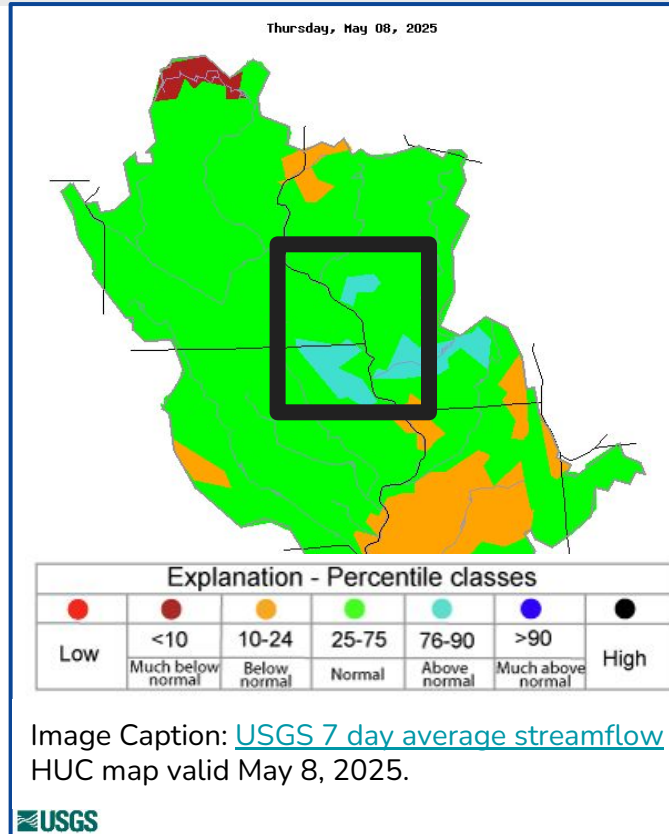 Thursday, May 08, 2025
Explanation - Percentile classes
Low <10 10-24 25-75 76-90 >90 High
Much below normal Below normal Normal Above normal Much above normal
Image Caption: USGS 7 day average streamflow
HUC map valid May 8, 2025.
USGS